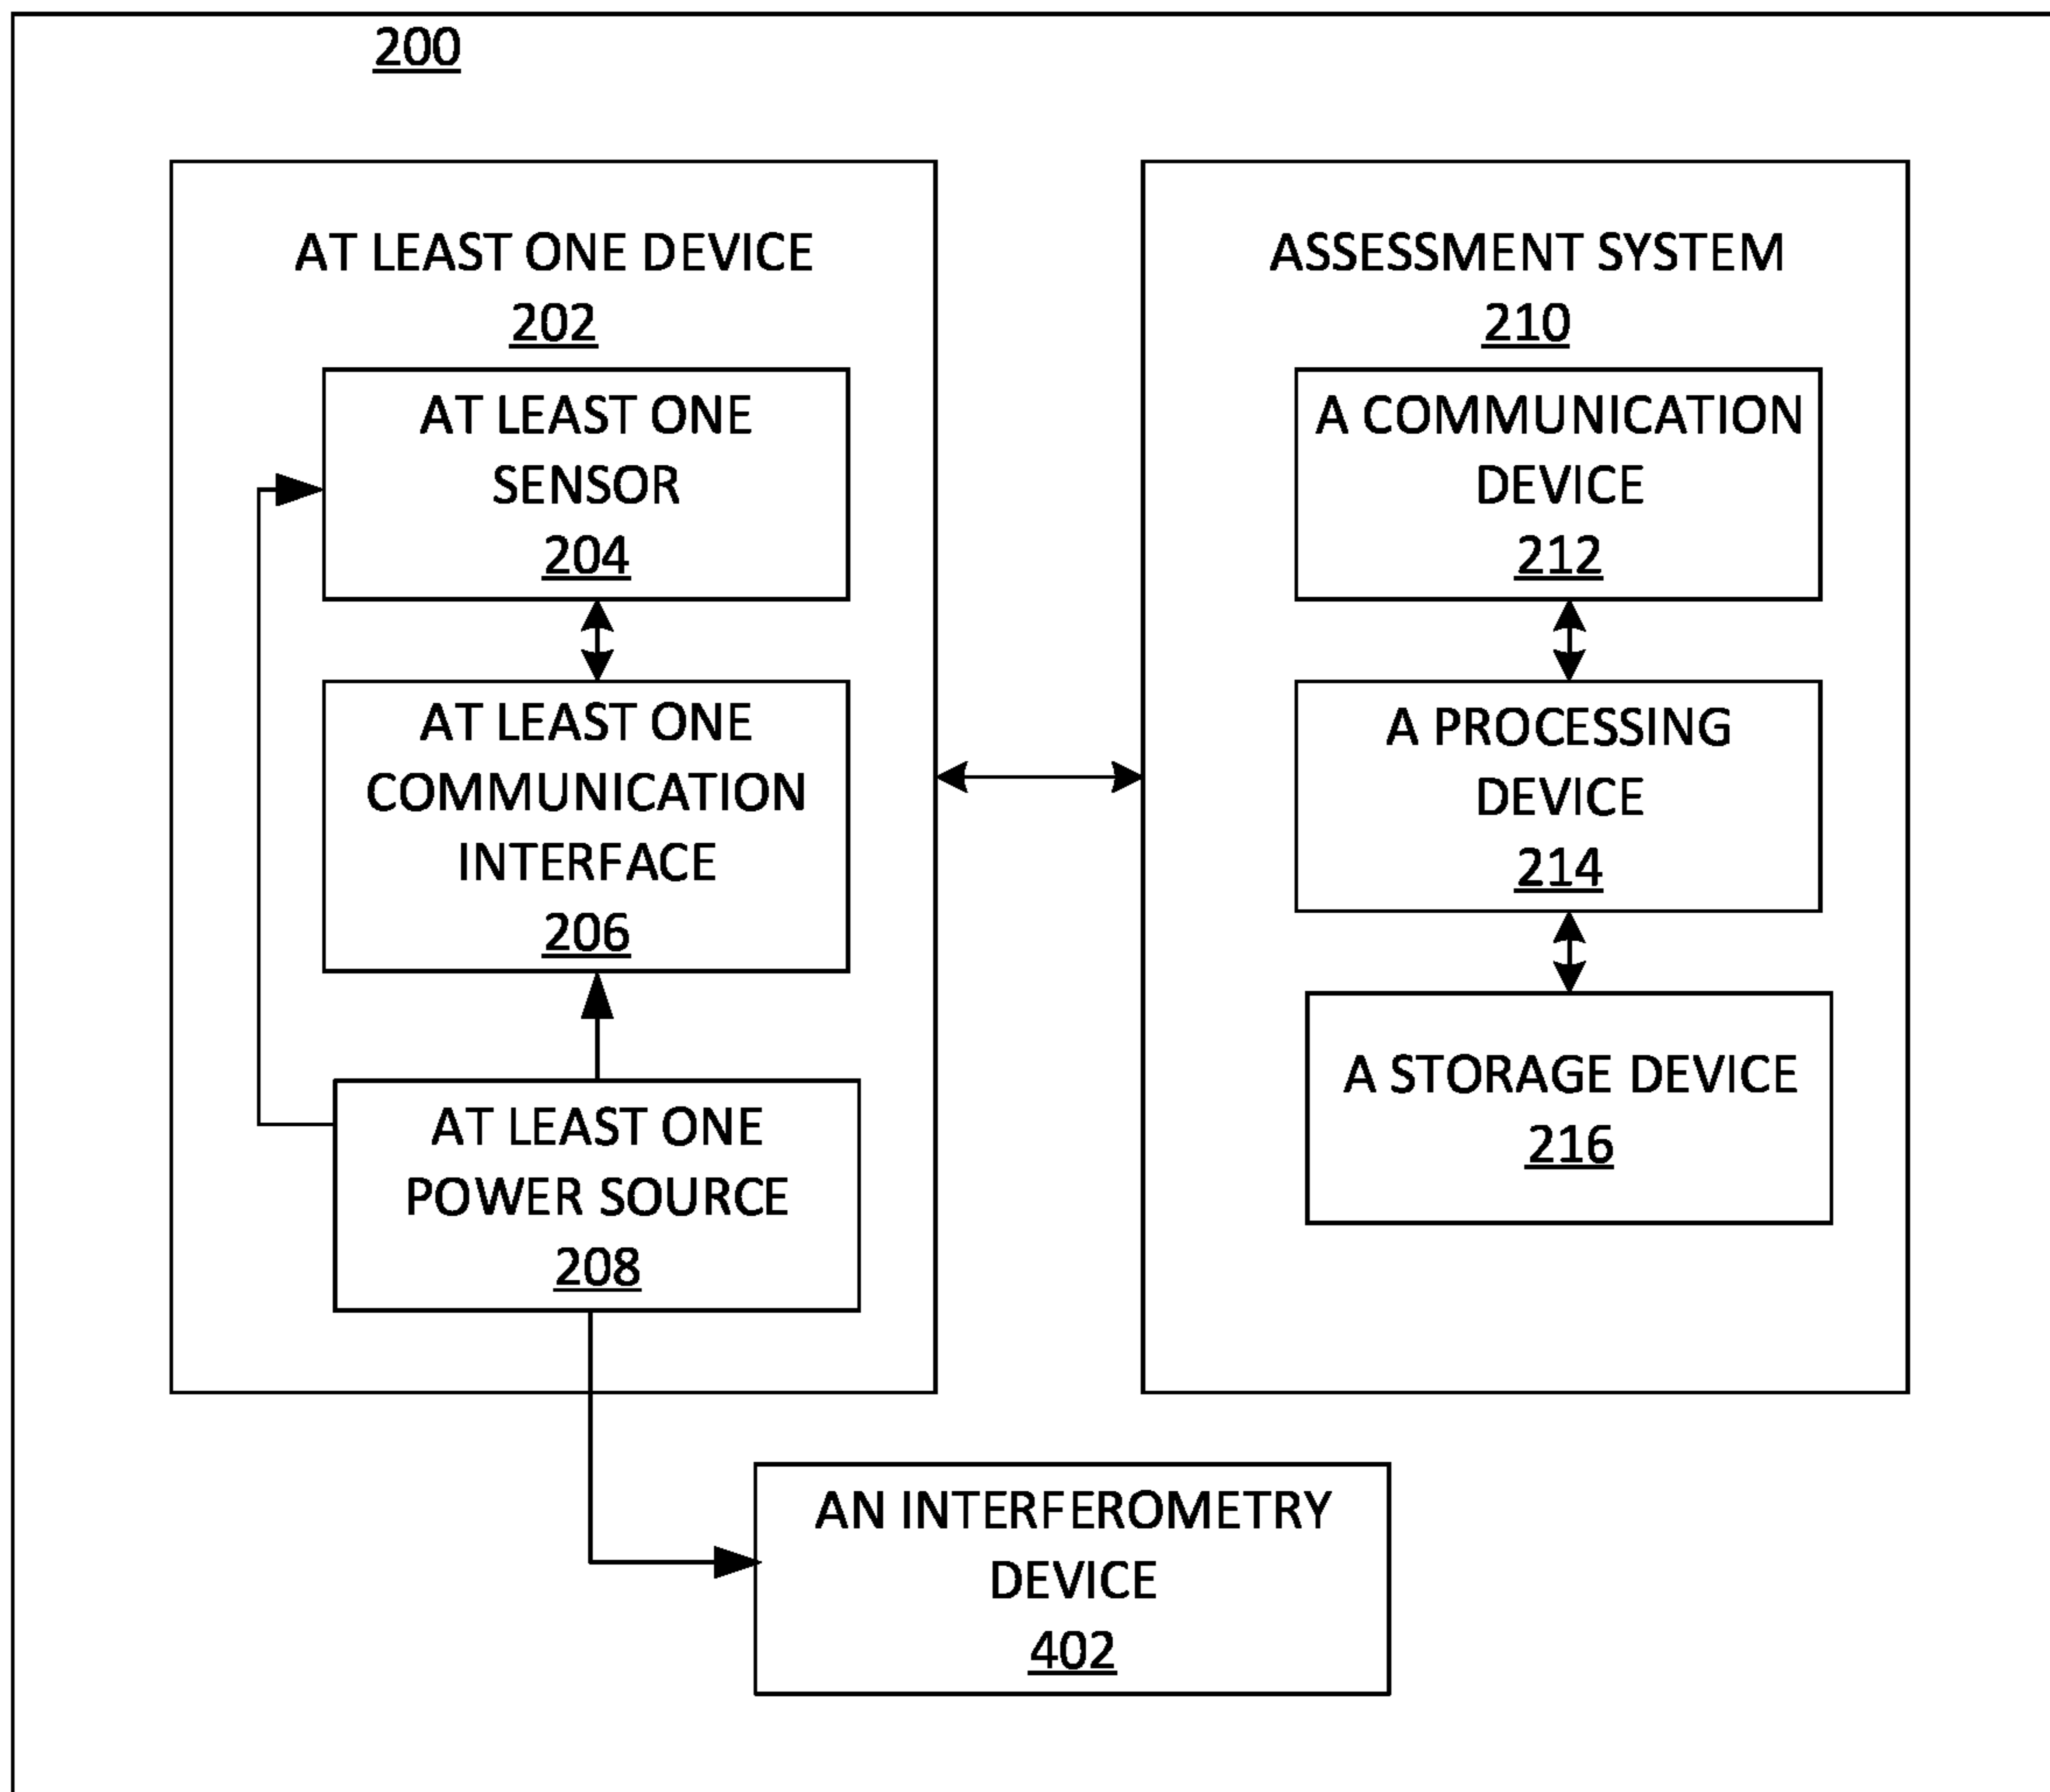 200
AT LEAST ONE DEVICE
202
AT LEAST ONE
SENSOR
204
AT LEAST ONE
COMMUNICATION
INTERFACE
206
AT LEAST ONE
POWER SOURCE
208
ASSESSMENT SYSTEM
210
A COMMUNICATION
DEVICE
212
A PROCESSING
DEVICE
214
A STORAGE DEVICE
216
AN INTERFEROMETRY
DEVICE
402